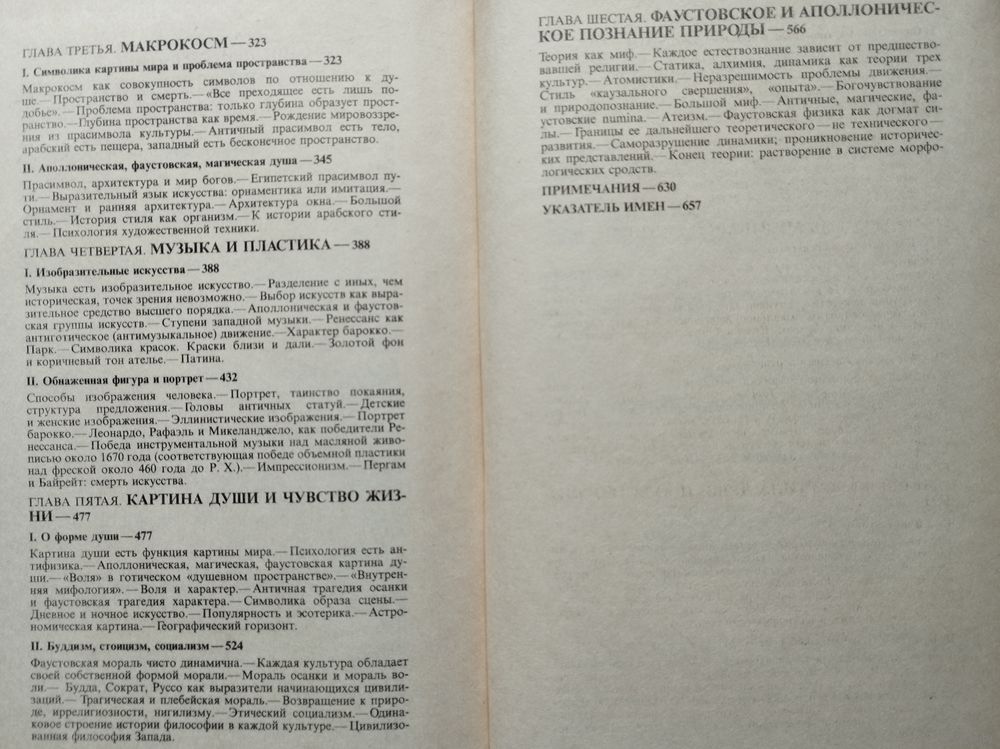 ГЛАВА ТРЕТЬЯ. МАКРОКОСМ — 323
I. Символика картины мира и проблема пространства — 323
Макрокосм как совокупность символов по отношению к ду-
ше. — Пространство и смерть. — «Все преходящее есть лишь по-
добье». — Проблема пространства: только глубина образует прост-
ранство. — Глубина пространства как время. — Рождение мировоззре-
ния из прасимвола культуры. — Античный прасимвол есть тело,
арабский есть пещера, западный есть бесконечное пространство.
II. Аполлоническая, фаустовская, магическая душа — 345
Прасимвол, архитектура и мир богов. — Египетский прасимвол пу-
ти. — Выразительный язык искусства: орнаментика или имитация. —
Орнамент и ранняя архитектура. — Архитектура окна. — Большой
стиль. — История стиля как организм. — К истории арабского сти-
ля. — Психология художественной техники.
ГЛАВА ЧЕТВЕРТАЯ. МУЗЫКА И ПЛАСТИКА — 388
I. Изобразительные искусства — 388
Музыка есть изобразительное искусство. — Разделение с иных, чем
историческая, точек зрения невозможно. — Выбор искусств как выра-
зительное средство высшего порядка. — Аполлоническая и фаустов-
ская группы искусств. — Ступени западной музыки. — Ренессанс как
антиготическое (антимузыкальное) движение. — Характер барокко. —
Парк. — Символика красок. Краски близи и дали. — Золотой фон
и коричневый тон ателье. — Патина.
II. Обнаженная фигура и портрет — 432
Способы изображения человека. — Портрет, таинство покаяния,
структура предложения. — Головы античных статуй. — Детские
и женские изображения. — Эллинистические изображения. — Портрет
барокко. — Леонардо, Рафаэль и Микеланджело, как победители Ре-
нессанса. — Победа инструментальной музыки над масляной живо-
писью около 1670 года (соответствующая победе объемной пластики
над фреской около 460 года до Р. Х.). — Импрессионизм. — Пергам
и Байрейт: смерть искусства.
ГЛАВА ПЯТАЯ. КАРТИНА ДУШИ И ЧУВСТВО ЖИЗ-
НИ — 477
I. О форме души — 477
Картина души есть функция картины мира. — Психология есть ан-
тифизика. — Аполлоническая, магическая, фаустовская картина ду-
ши. — «Воля» в готическом «душевном пространстве». — «Внутрен-
няя мифология». — Воля и характер. — Античная трагедия осанки
и фаустовская трагедия характера. — Символика образа сцены. —
Дневное и ночное искусство. — Популярность и эсотерика. — Астро-
номическая картина. — Географический горизонт.
II. Буддизм, стоицизм, социализм — 524
Фаустовская мораль чисто динамична. — Каждая культура обладает
своей собственной формой морали. — Мораль осанки и мораль во-
ли. — Будда, Сократ, Руссо как выразители начинающихся цивили-
заций. — Трагическая и плебейская мораль. — Возвращение к приро-
де, иррелигиозности, нигилизму. — Этический социализм. — Одина-
ковое строение истории философии в каждой культуре. — Цивилизо-
ванная философия Запада.
ГЛАВА ШЕСТАЯ. ФАУСТОВСКОЕ И АПОЛЛОНИЧЕС-
КОЕ ПОЗНАНИЕ ПРИРОДЫ — 566
Теория как миф. — Каждое естествознание зависит от предшество-
вавшей религии. — Статика, алхимия, динамика как теории трех
культур. — Атомистики. — Неразрешимость проблемы движения. —
Стиль «каузального свершения», «опыта». — Богочувствование
и природопознание. — Большой миф. — Античные, магические, фа-
устовские numina. — Атеизм. — Фаустовская физика как догмат си-
лы. — Границы ее дальнейшего теоретического — не технического —
развития. — Саморазрушение динамики; проникновение историчес-
ких представлений. — Конец теории: растворение в системе морфо-
логических сродств.
ПРИМЕЧАНИЯ — 630
УКАЗАТЕЛЬ ИМЕН — 657